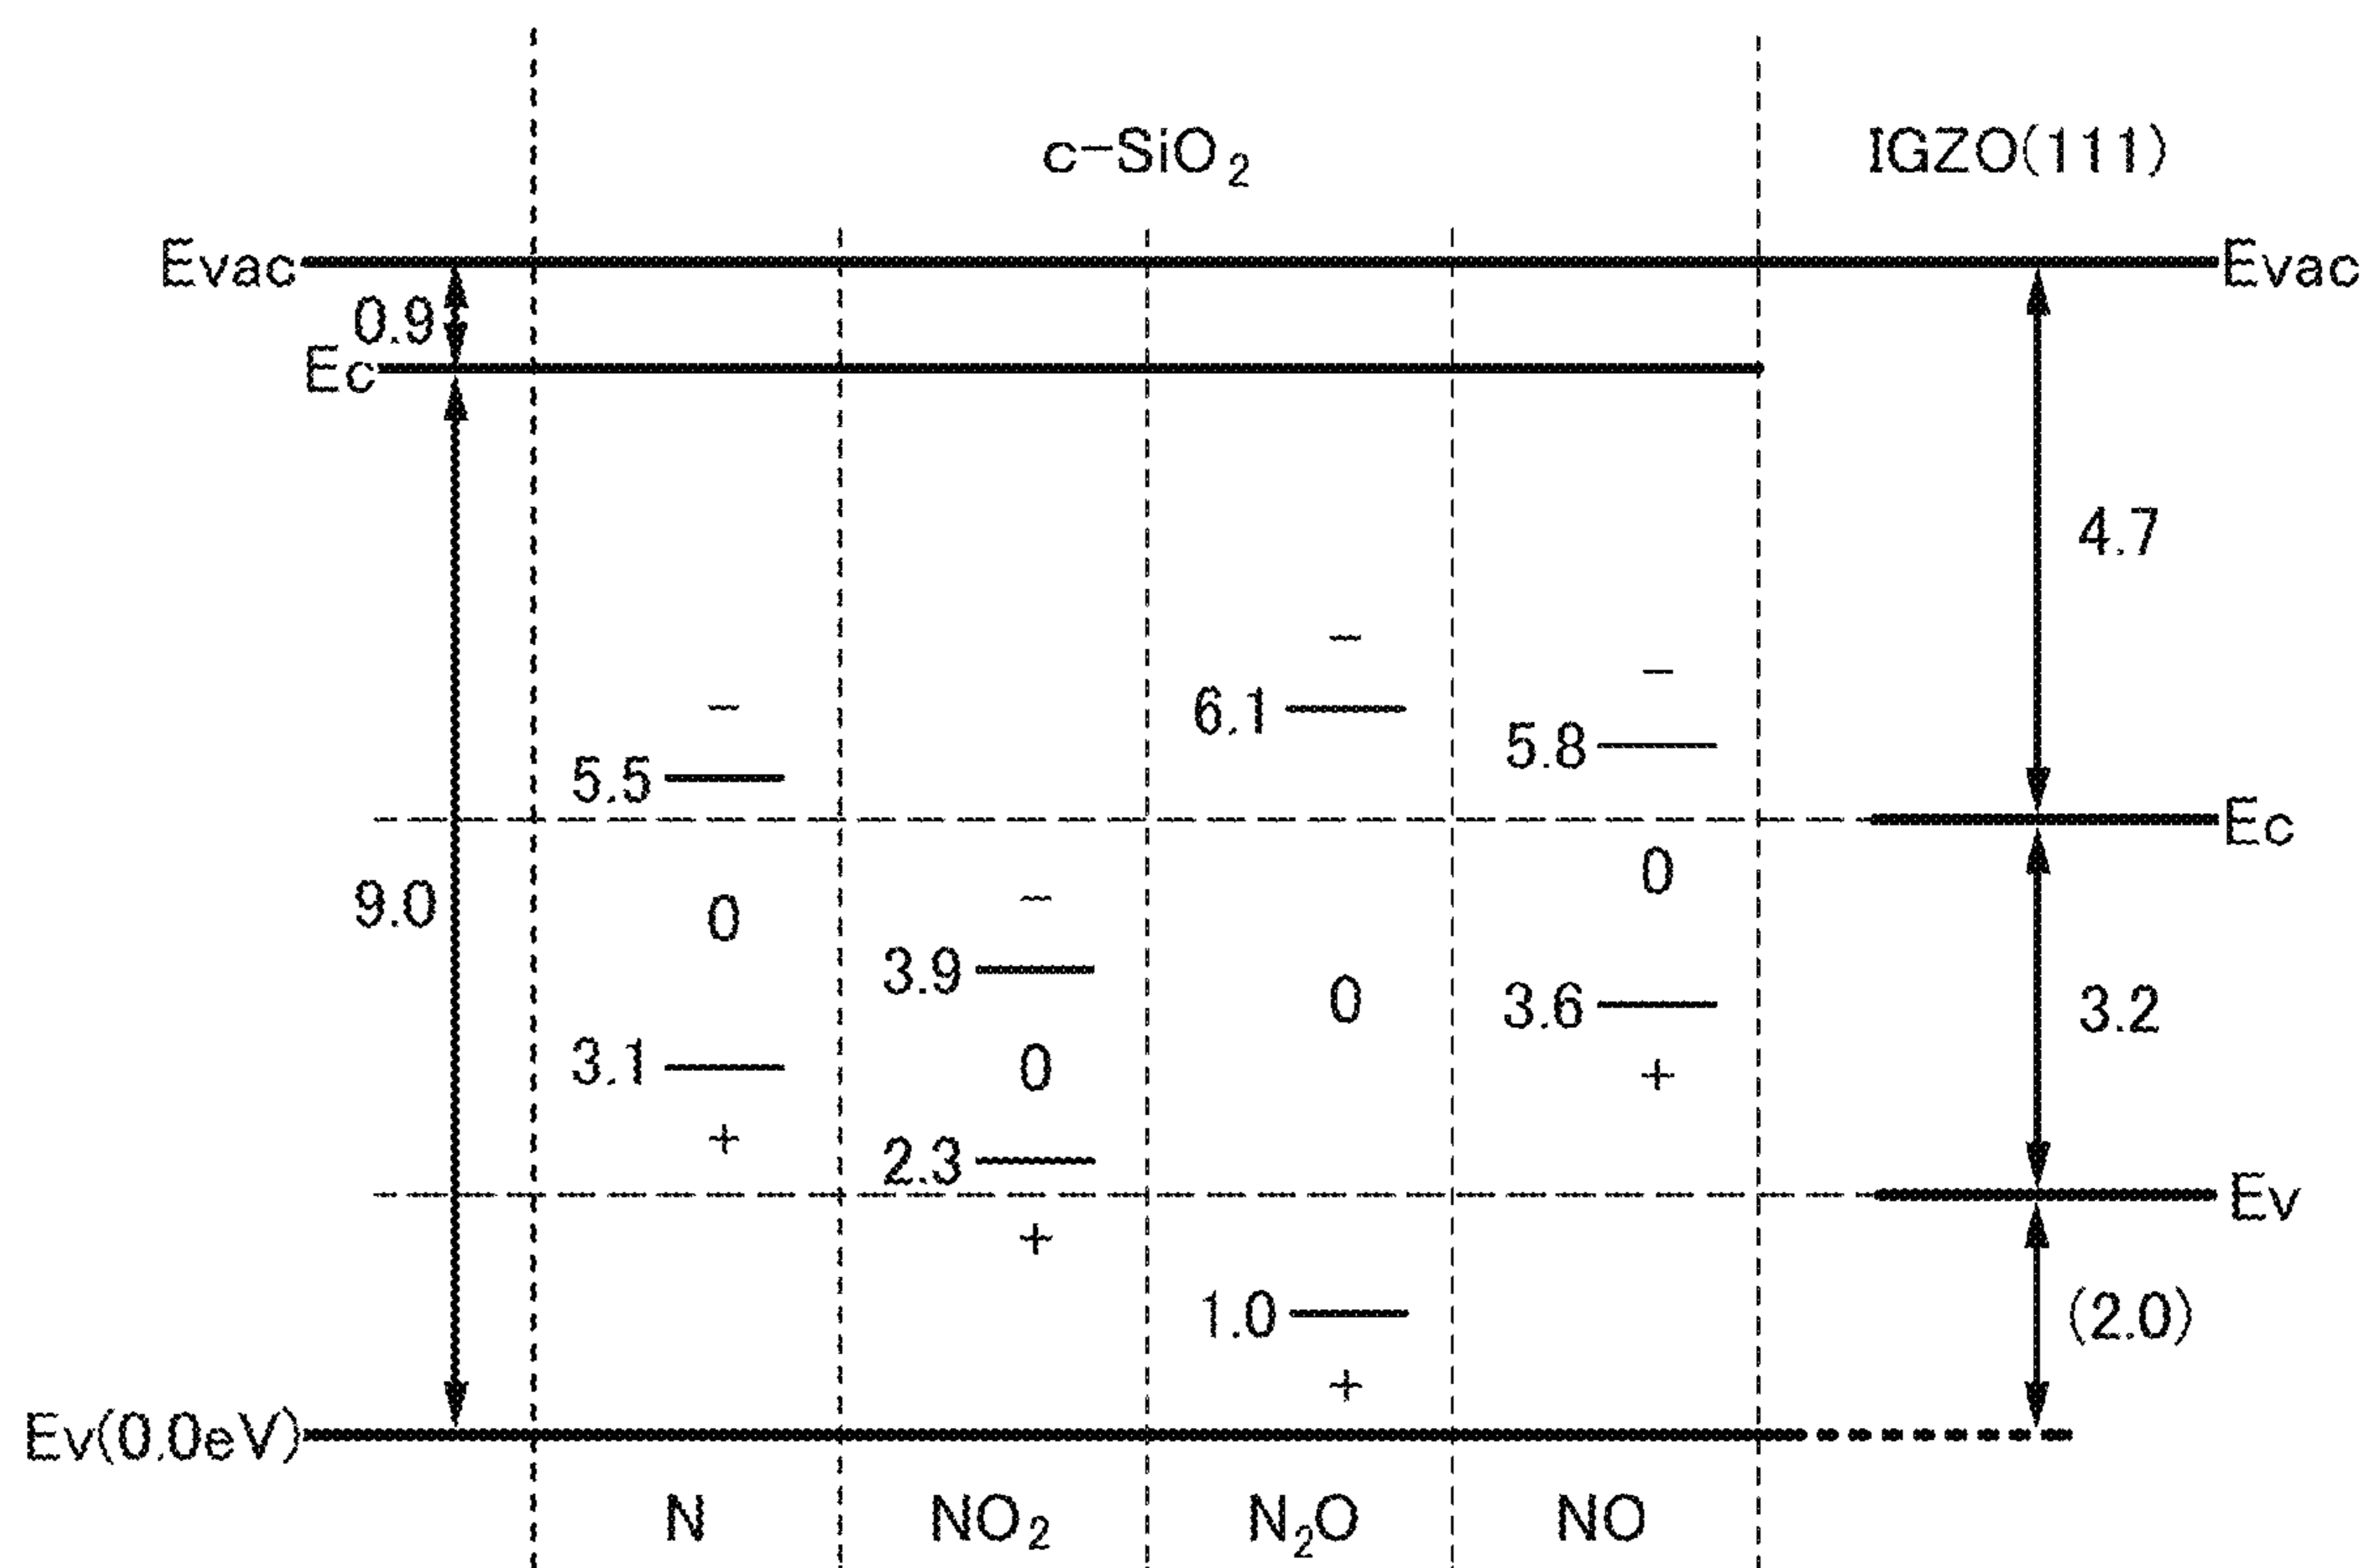 c-SiO₂ IGZO(111)
Evac Evac
0.9
Ec
4.7
−
6.1 −
− 5.8
5.5
Ec
0
9.0 0 −
3.9
0 3.6 3.2
3.1 0 +
+ 2.3
Ev
+
1.0 (2.0)
+
Ev(0.0eV)
N NO₂ N₂O NO